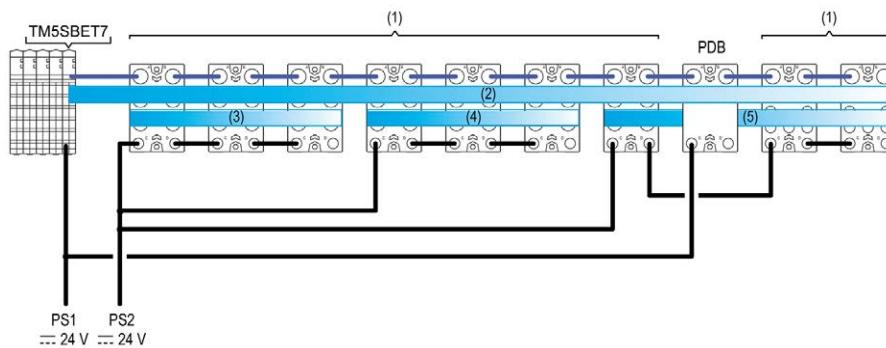 (1) (1)
TM5SBET7
PDB
(2)
(3) (4) (5)
PS1 PS2
24 V 24 V